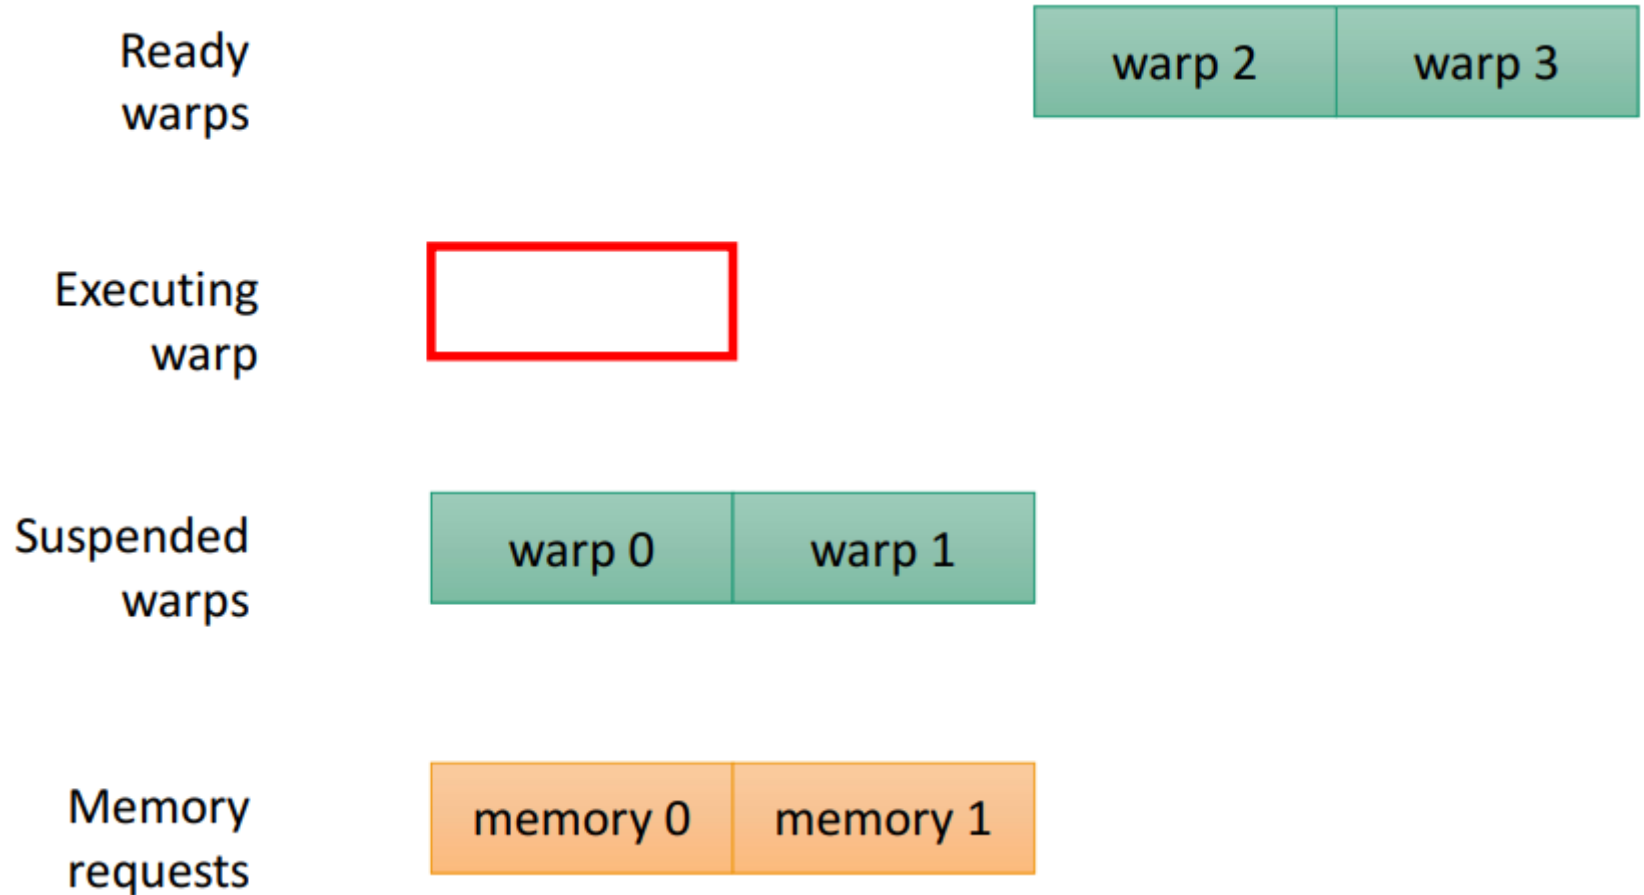 Ready
warps
warp 2
warp 3
Executing
warp
Suspended
warps
warp 0
warp 1
Memory
requests
memory 0
memory 1